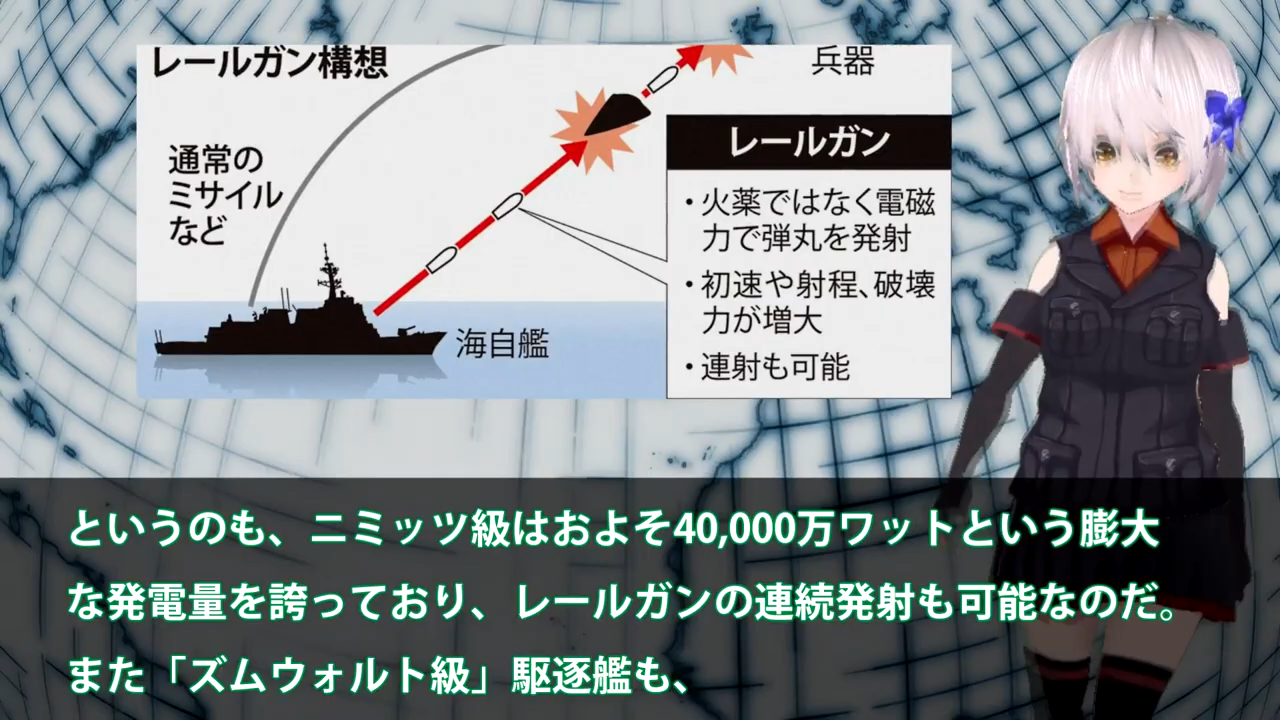 レールガン構想
兵器
通常の
ミサイル
など
海自艦
レールガン
・火薬ではなく電磁
力で弾丸を発射
・初速や射程、破壊
力が増大
・連射も可能
というのも、ニミッツ級はおよそ40,000万ワットという膨大
な発電量を誇っており、レールガンの連続発射も可能なのだ。
また「ズムウォルト級」駆逐艦も、